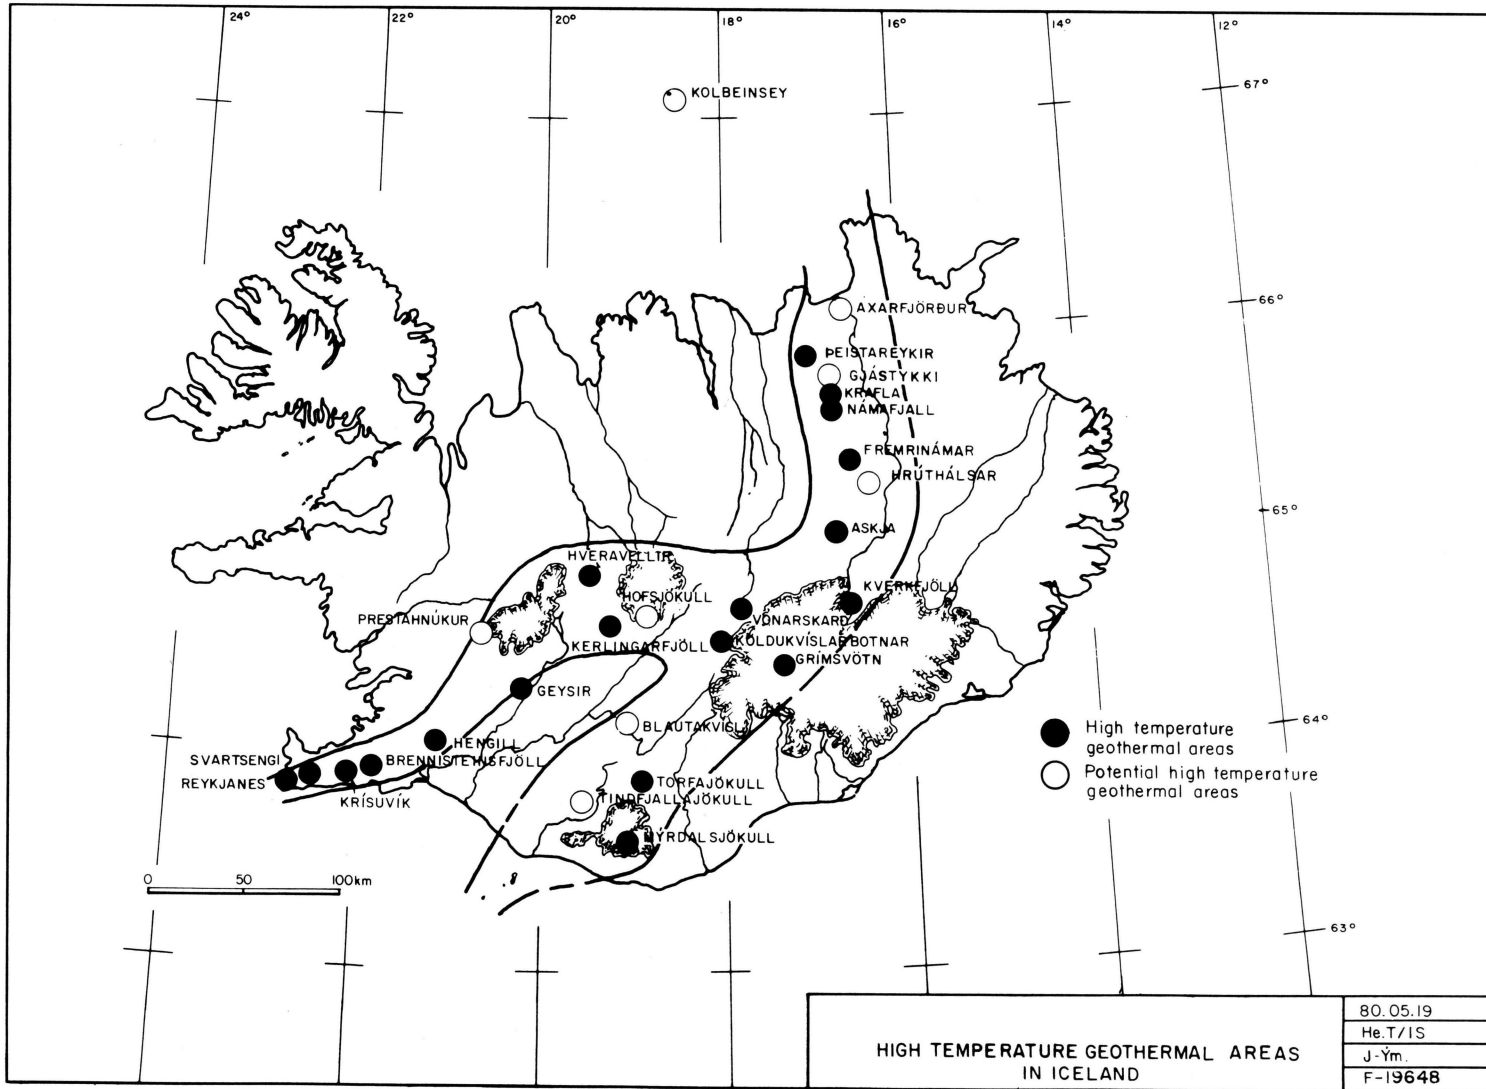 24° 22° 20° 18° 16° 14° 12°
67°
KOLBEINSEY
66°
AXARFJÖRÐUR
ÞEISTAREYKIR
GJÁSTYKKI
KRAFLA
NÁMAFJALL
FREMRINÁMAR
HRÚTHÁLSAR
65°
ASKJA
HVERAVELLIR
KVERKFJÖLL
HOFSJÖKULL
PRESTAHNÚKUR
VONARSKARD
KERLINGARFJÖLL
KÖLDUKVÍSLARBOTNAR
GRÍMSVÖTN
GEYSIR
BLAUTAKVÍSL
64°
High temperature
geothermal areas
Potential high temperature
geothermal areas
HENGILL
SVARTSENGI
BRENNISTEINSFJÖLL
REYKJANES
KRÍSUVÍK
TORFAJÖKULL
TINDFJALLAJÖKULL
MÝRDALSJÖKULL
0 50 100km
63°
HIGH TEMPERATURE GEOTHERMAL AREAS
IN ICELAND
80.05.19
He.T/IS
J-Ým.
F-19648